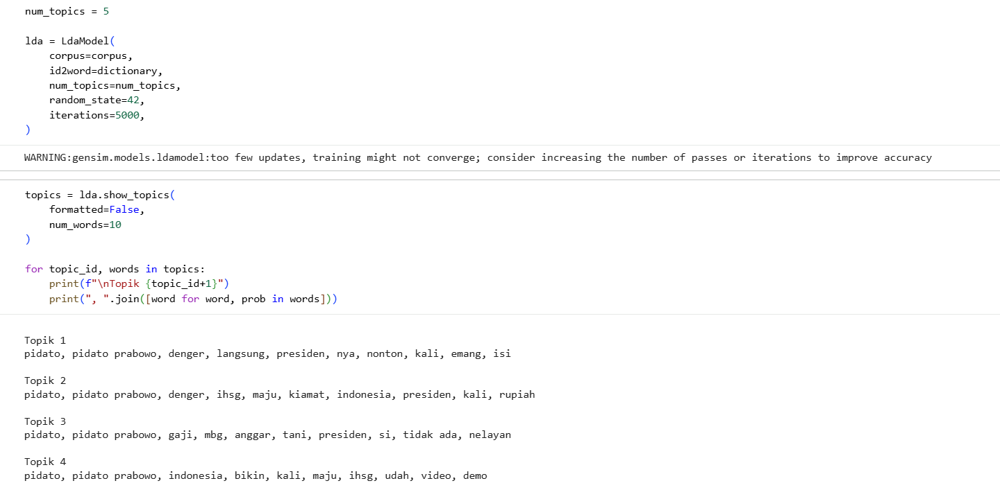 num_topics = 5
lda = LdaModel(
    corpus=corpus,
    id2word=dictionary,
    num_topics=num_topics,
    random_state=42,
    iterations=5000,
)
WARNING:gensim.models.ldamodel:too few updates, training might not converge; consider increasing the number of passes or iterations to improve accuracy
topics = lda.show_topics(
    formatted=False,
    num_words=10
)
for topic_id, words in topics:
    print(f"\nTopik {topic_id+1}")
    print(", ".join([word for word, prob in words]))
Topik 1
pidato, pidato prabowo, denger, langsung, presiden, nya, nonton, kali, emang, isi
Topik 2
pidato, pidato prabowo, denger, ihsg, maju, kiamat, indonesia, presiden, kali, rupiah
Topik 3
pidato, pidato prabowo, gaji, mbg, anggar, tani, presiden, si, tidak ada, nelayan
Topik 4
pidato, pidato prabowo, indonesia, bikin, kali, maju, ihsg, udah, video, demo